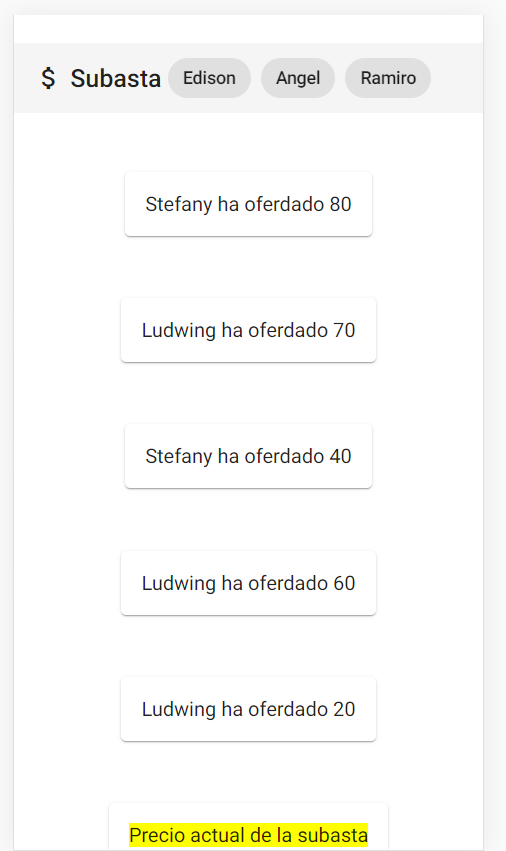 $ Subasta Edison Angel Ramiro
Stefany ha oferdado 80
Ludwing ha oferdado 70
Stefany ha oferdado 40
Ludwing ha oferdado 60
Ludwing ha oferdado 20
Precio actual de la subasta